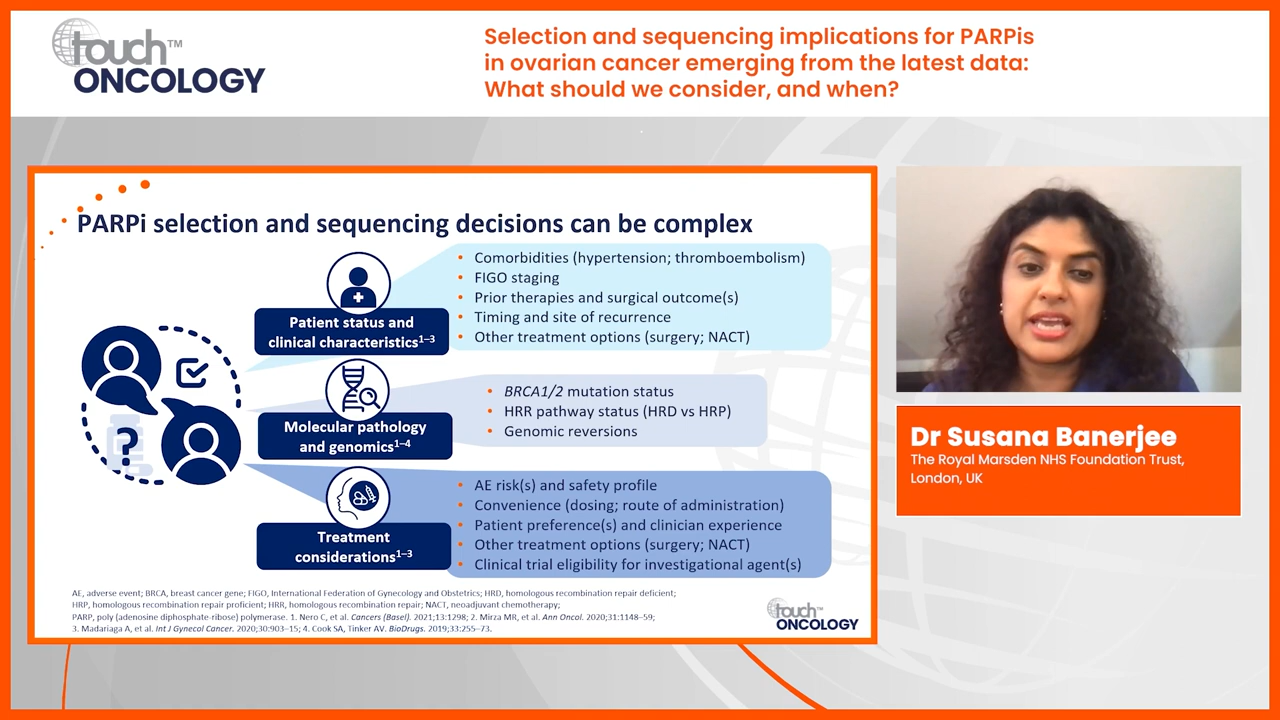 touch™
ONCOLOGY
Selection and sequencing implications for PARPis
in ovarian cancer emerging from the latest data:
What should we consider, and when?
PARPi selection and sequencing decisions can be complex
Patient status and
clinical characteristics¹⁻³
• Comorbidities (hypertension; thromboembolism)
• FIGO staging
• Prior therapies and surgical outcome(s)
• Timing and site of recurrence
• Other treatment options (surgery; NACT)
?
Molecular pathology
and genomics¹⁻⁴
• BRCA1/2 mutation status
• HRR pathway status (HRD vs HRP)
• Genomic reversions
Treatment
considerations¹⁻³
• AE risk(s) and safety profile
• Convenience (dosing; route of administration)
• Patient preference(s) and clinician experience
• Other treatment options (surgery; NACT)
• Clinical trial eligibility for investigational agent(s)
AE, adverse event; BRCA, breast cancer gene; FIGO, International Federation of Gynecology and Obstetrics; HRD, homologous recombination repair deficient;
HRP, homologous recombination repair proficient; HRR, homologous recombination repair; NACT, neoadjuvant chemotherapy;
PARP, poly (adenosine diphosphate-ribose) polymerase. 1. Nero C, et al. Cancers (Basel). 2021;13:1298; 2. Mirza MR, et al. Ann Oncol. 2020;31:1148–59;
3. Madariaga A, et al. Int J Gynecol Cancer. 2020;30:903–15; 4. Cook SA, Tinker AV. BioDrugs. 2019;33:255–73.
touch™
ONCOLOGY
Dr Susana Banerjee
The Royal Marsden NHS Foundation Trust,
London, UK